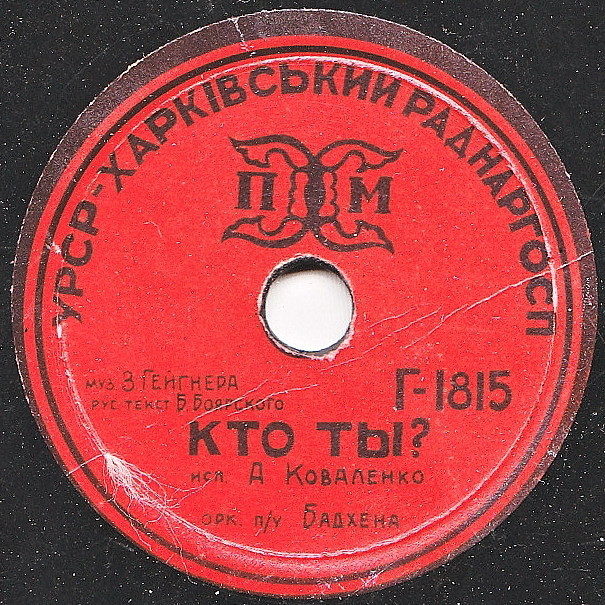 УРСР-ХАРКІВСЬКИЙ РАДНАРГОСП
П М
муз. З. ГЕЙГНЕРА
рус. текст Б. Боярского
Г-1815
КТО ТЫ?
исп. А Коваленко
орк. п/у Бадхена